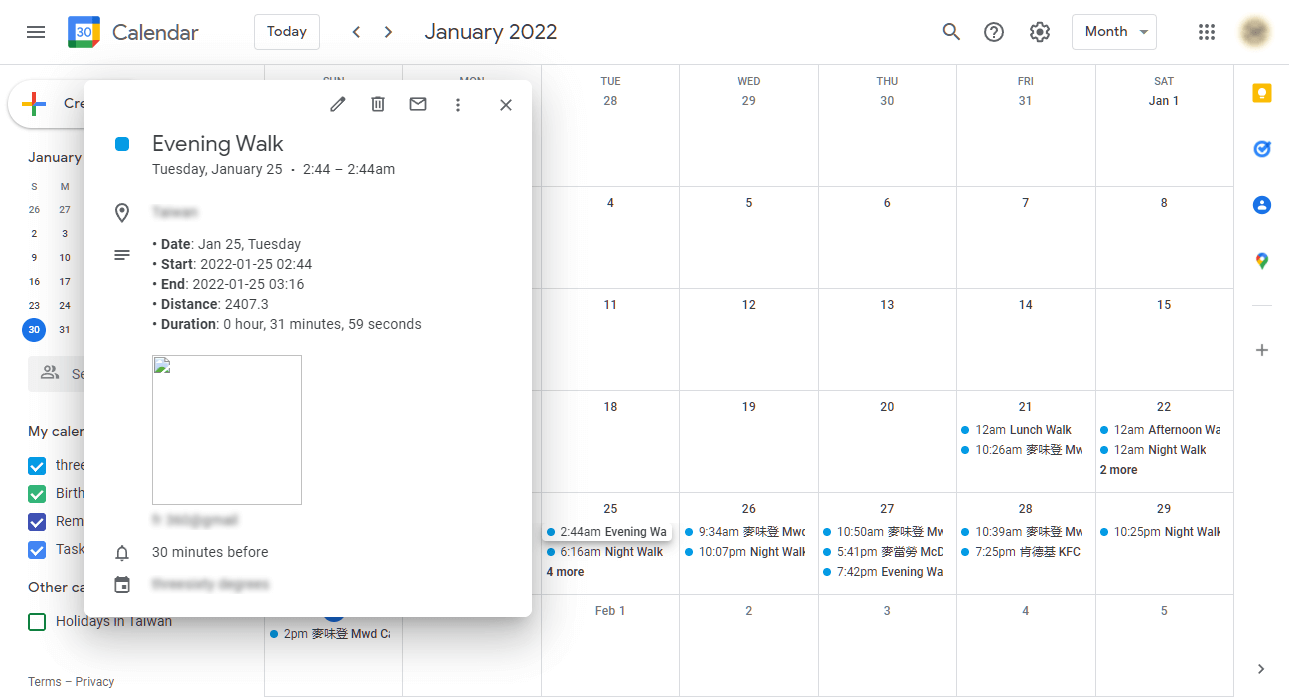 30
Calendar
Today
January 2022
Month
TUE
WED
THU
FRI
SAT
28
29
30
31
Jan 1
Evening Walk
Tuesday, January 25 • 2:44 – 2:44am
• Date: Jan 25, Tuesday
• Start: 2022-01-25 02:44
• End: 2022-01-25 03:16
• Distance: 2407.3
• Duration: 0 hour, 31 minutes, 59 seconds
30 minutes before
Cre
January
S M
26 27
2 3
9 10
16 17
23 24
30 31
Se
My caler
three
Birth
Rem
Task
Other ca
Holidays in Taiwan
Terms – Privacy
4
5
6
7
8
11
12
13
14
15
18
19
20
21
22
12am Lunch Walk
10:26am 麥味登 Mw
12am Afternoon Wa
12am Night Walk
2 more
25
26
27
28
29
2:44am Evening Wa
6:16am Night Walk
4 more
9:34am 麥味登 Mwd
10:07pm Night Walk
10:50am 麥味登 Mw
5:41pm 麥當勞 McD
7:42pm Evening Wa
10:39am 麥味登 Mw
7:25pm 肯德基 KFC
10:25pm Night Walk
2pm 麥味登 Mwd Ca
Feb 1
2
3
4
5